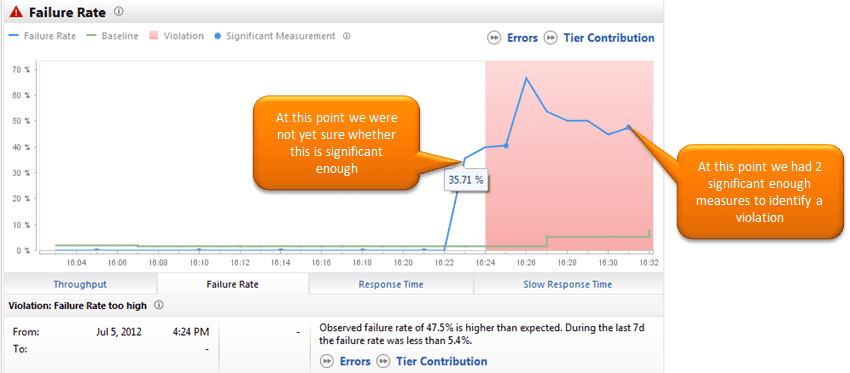 Failure Rate
Failure Rate Baseline Violation Significant Measurement
Errors Tier Contribution
70 %
60 %
50 %
40 %
30 %
20 %
10 %
0 %
At this point we were
not yet sure whether
this is significant
enough
35.71 %
At this point we had 2
significant enough
measures to identify a
violation
16:04 16:06 16:08 16:10 16:12 16:14 16:16 16:18 16:20 16:22 16:24 16:26 16:28 16:30 16:32
Throughput Failure Rate Response Time Slow Response Time
Violation: Failure Rate too high
From: Jul 5, 2012 4:24 PM -
To: -
Observed failure rate of 47.5% is higher than expected. During the last 7d
the failure rate was less than 5.4%.
Errors Tier Contribution